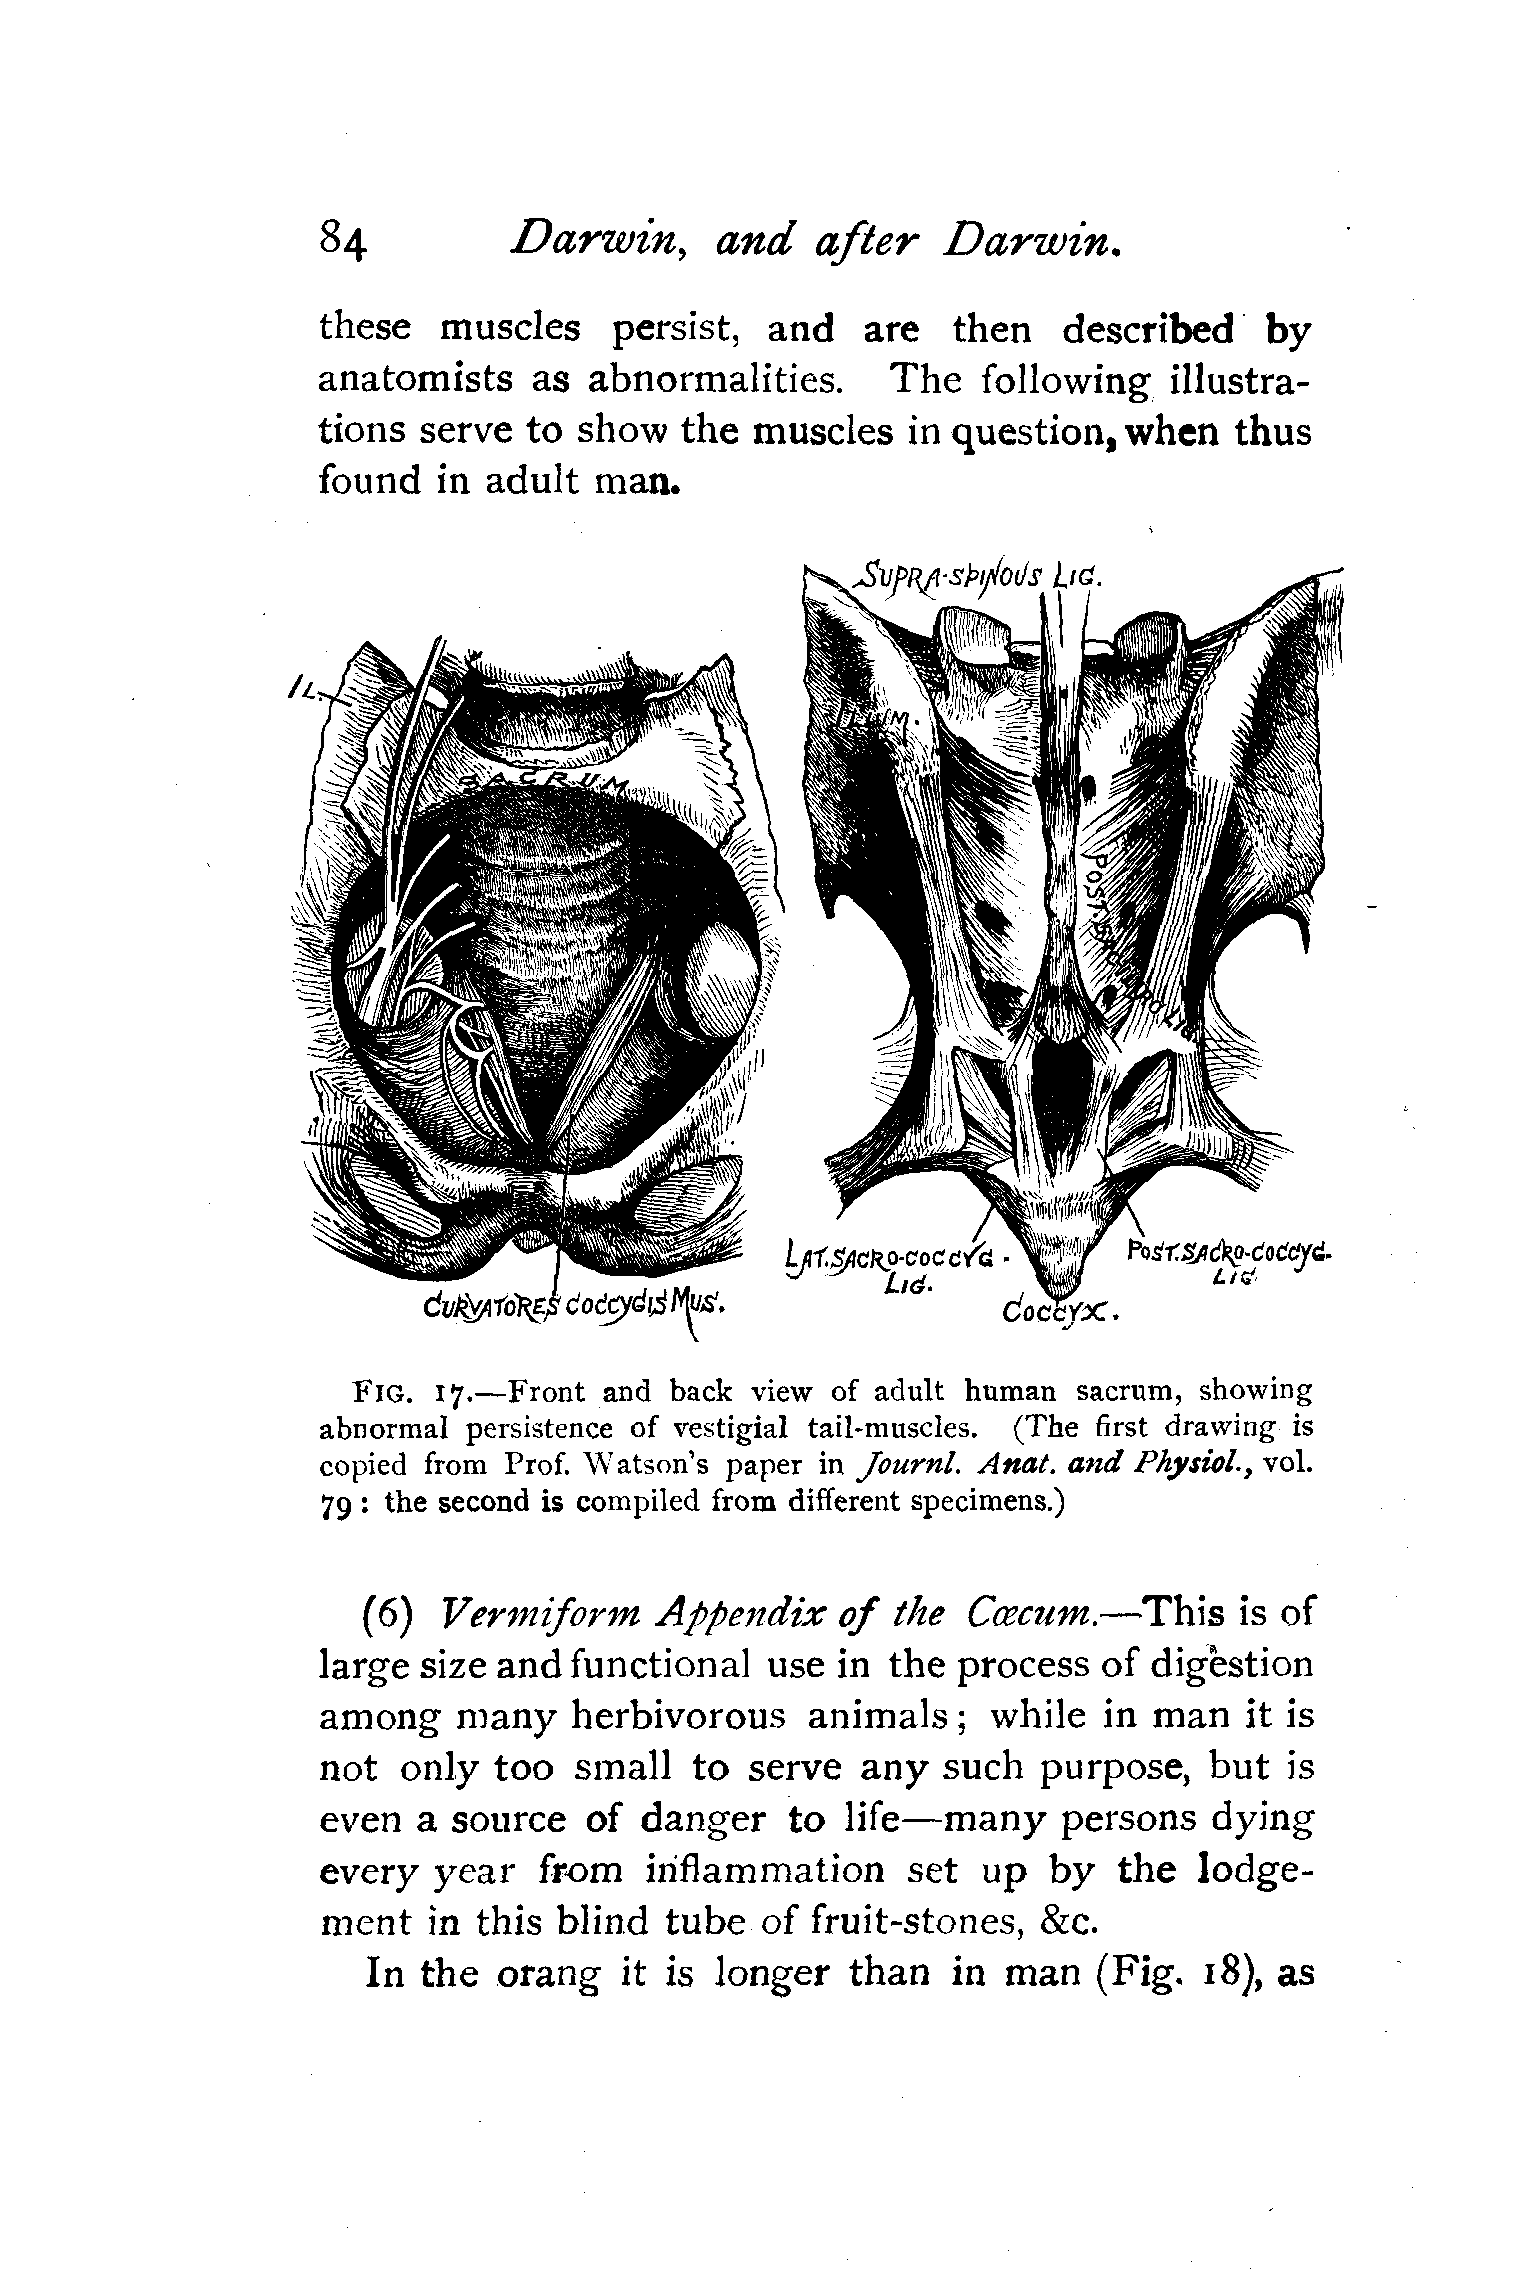 84 Darwin, and after Darwin.
these muscles persist, and are then described by
anatomists as abnormalities. The following illustra-
tions serve to show the muscles in question, when thus
found in adult man.
SUPRA-SPINOUS LIG.
IL.
ILIUM.
SACRUM
POST. SACRO. LIG
LAT. SACRO-COCCYG.
LIG.
POST. SACRO-COCCYG.
LIG.
CURVATORES COCCYGIS MUS.
COCCYX.
FIG. 17.—Front and back view of adult human sacrum, showing
abnormal persistence of vestigial tail-muscles. (The first drawing is
copied from Prof. Watson's paper in Journl. Anat. and Physiol., vol.
79 : the second is compiled from different specimens.)
(6) Vermiform Appendix of the Cœcum.—This is of
large size and functional use in the process of digestion
among many herbivorous animals ; while in man it is
not only too small to serve any such purpose, but is
even a source of danger to life—many persons dying
every year from inflammation set up by the lodge-
ment in this blind tube of fruit-stones, &c.
In the orang it is longer than in man (Fig. 18), as